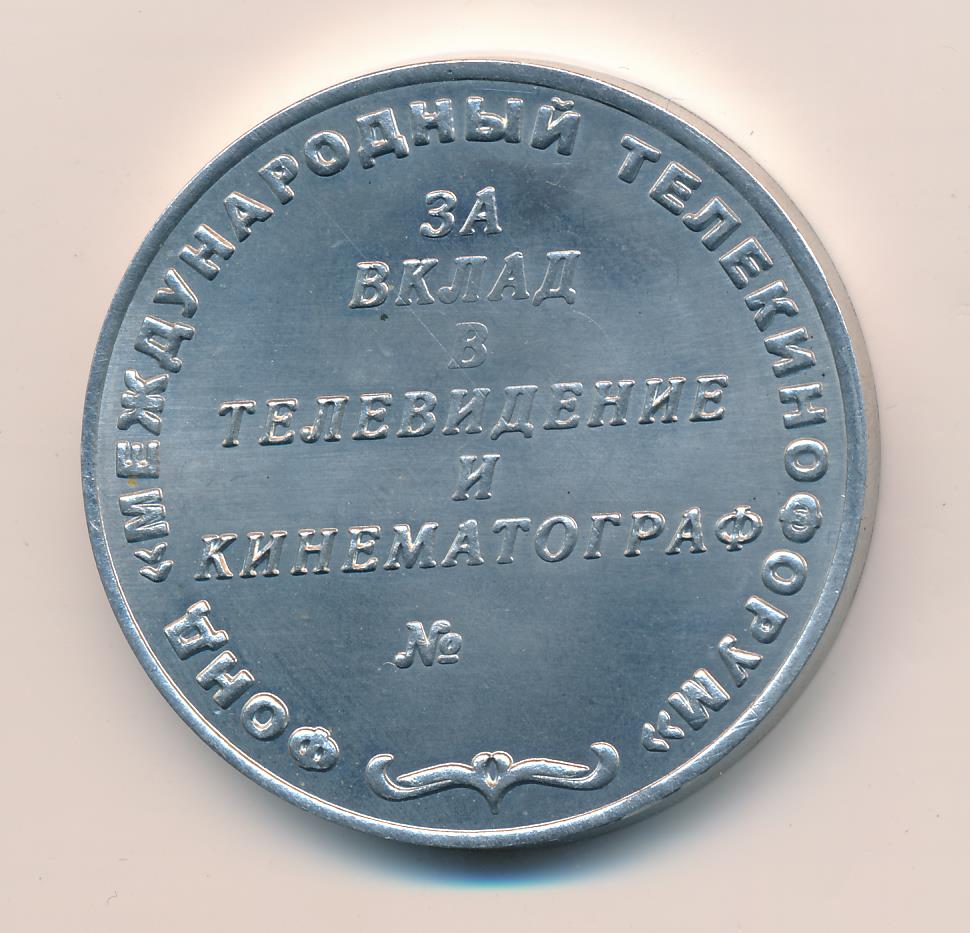 ФОНД «МЕЖДУНАРОДНЫЙ ТЕЛЕКИНОФОРУМ»
ЗА
ВКЛАД
В
ТЕЛЕВИДЕНИЕ
И
КИНЕМАТОГРАФ
№